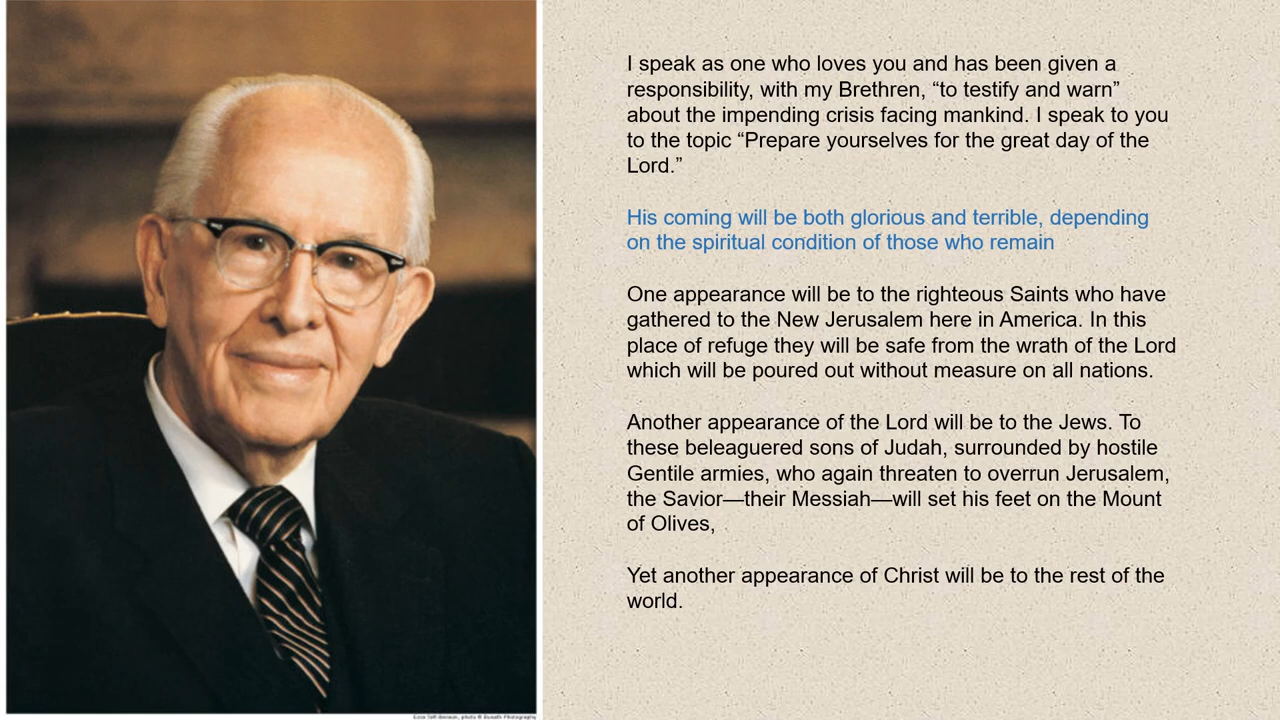 I speak as one who loves you and has been given a
responsibility, with my Brethren, “to testify and warn”
about the impending crisis facing mankind. I speak to you
to the topic “Prepare yourselves for the great day of the
Lord.”
His coming will be both glorious and terrible, depending
on the spiritual condition of those who remain
One appearance will be to the righteous Saints who have
gathered to the New Jerusalem here in America. In this
place of refuge they will be safe from the wrath of the Lord
which will be poured out without measure on all nations.
Another appearance of the Lord will be to the Jews. To
these beleaguered sons of Judah, surrounded by hostile
Gentile armies, who again threaten to overrun Jerusalem,
the Savior—their Messiah—will set his feet on the Mount
of Olives,
Yet another appearance of Christ will be to the rest of the
world.
Ezra Taft Benson, photo © Busath Photography